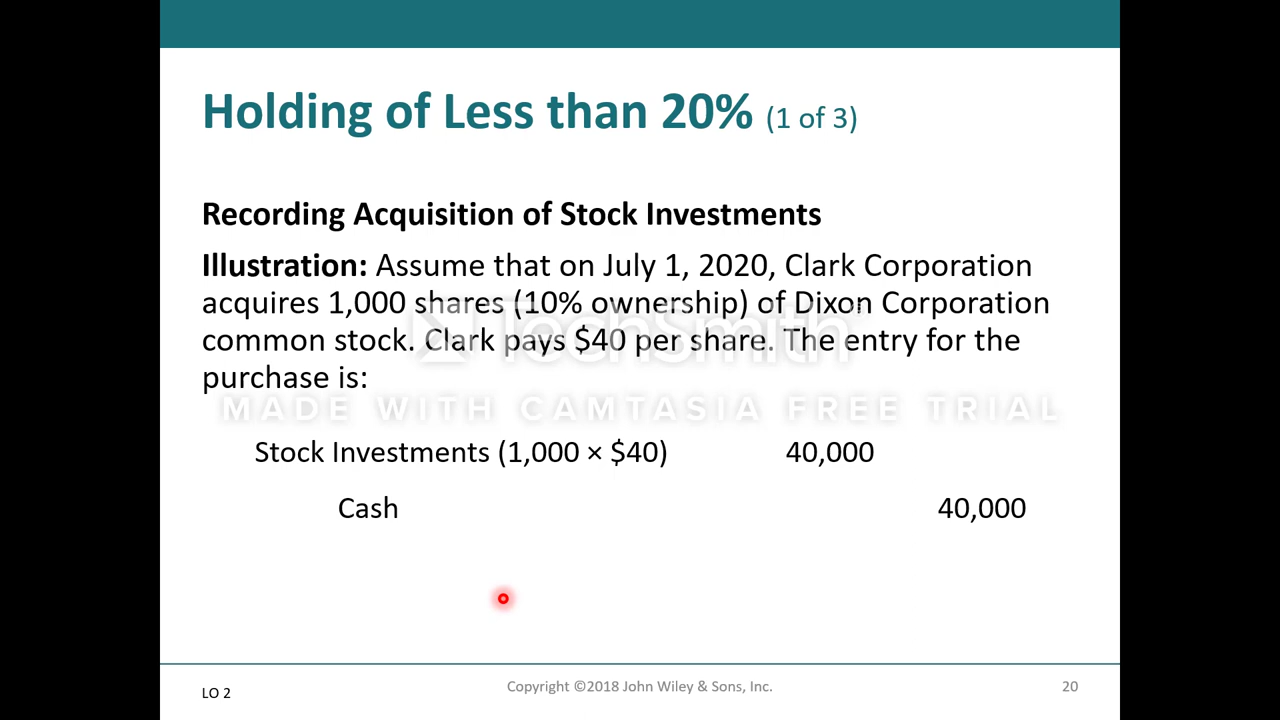 Holding of Less than 20% (1 of 3)
Recording Acquisition of Stock Investments
Illustration: Assume that on July 1, 2020, Clark Corporation
acquires 1,000 shares (10% ownership) of Dixon Corporation
common stock. Clark pays $40 per share. The entry for the
purchase is:
TechSmith
MADE WITH CAMTASIA FREE TRIAL
Stock Investments (1,000 × $40) 40,000
Cash 40,000
LO 2
Copyright ©2018 John Wiley & Sons, Inc.
20